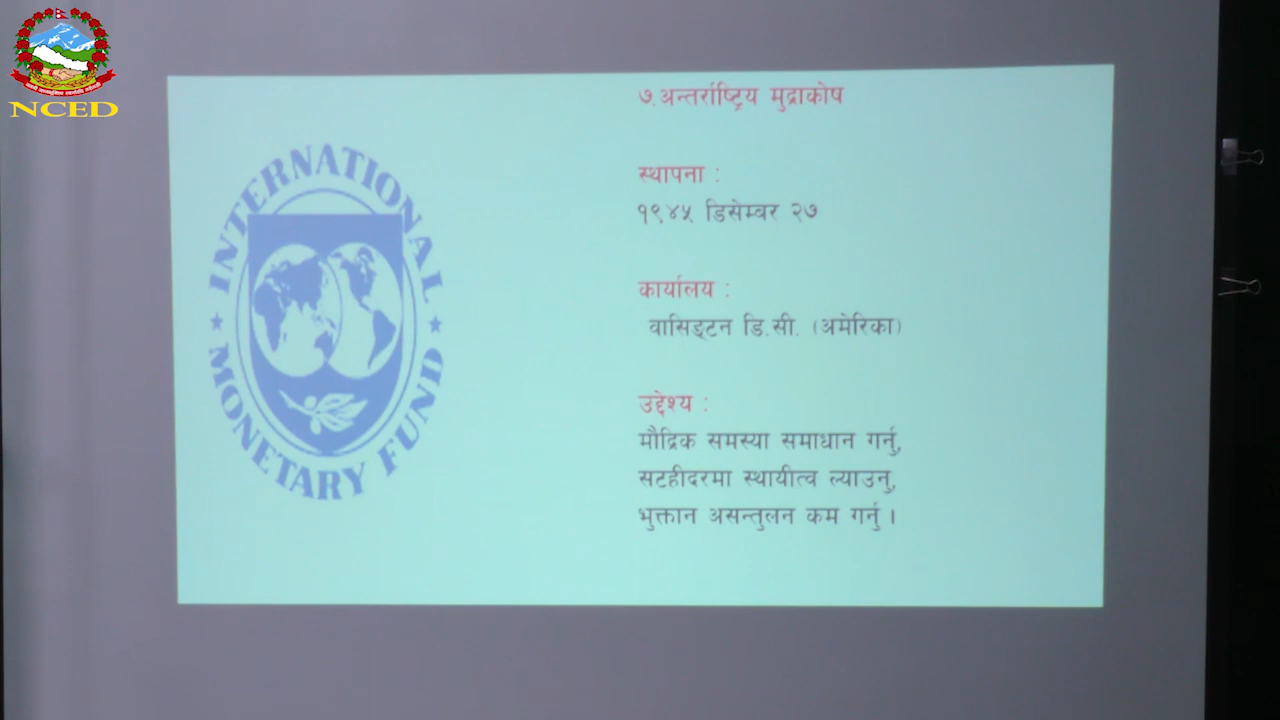 NCED
INTERNATIONAL
MONETARY FUND
७.अन्तर्राष्ट्रिय मुद्राकोष
स्थापना :
१९४५ डिसेम्बर २७
कार्यालय :
वासिङ्टन डि.सी. (अमेरिका)
उद्देश्य :
मौद्रिक समस्या समाधान गर्नु,
सटहीदरमा स्थायीत्व ल्याउनु,
भुक्तान असन्तुलन कम गर्नु ।